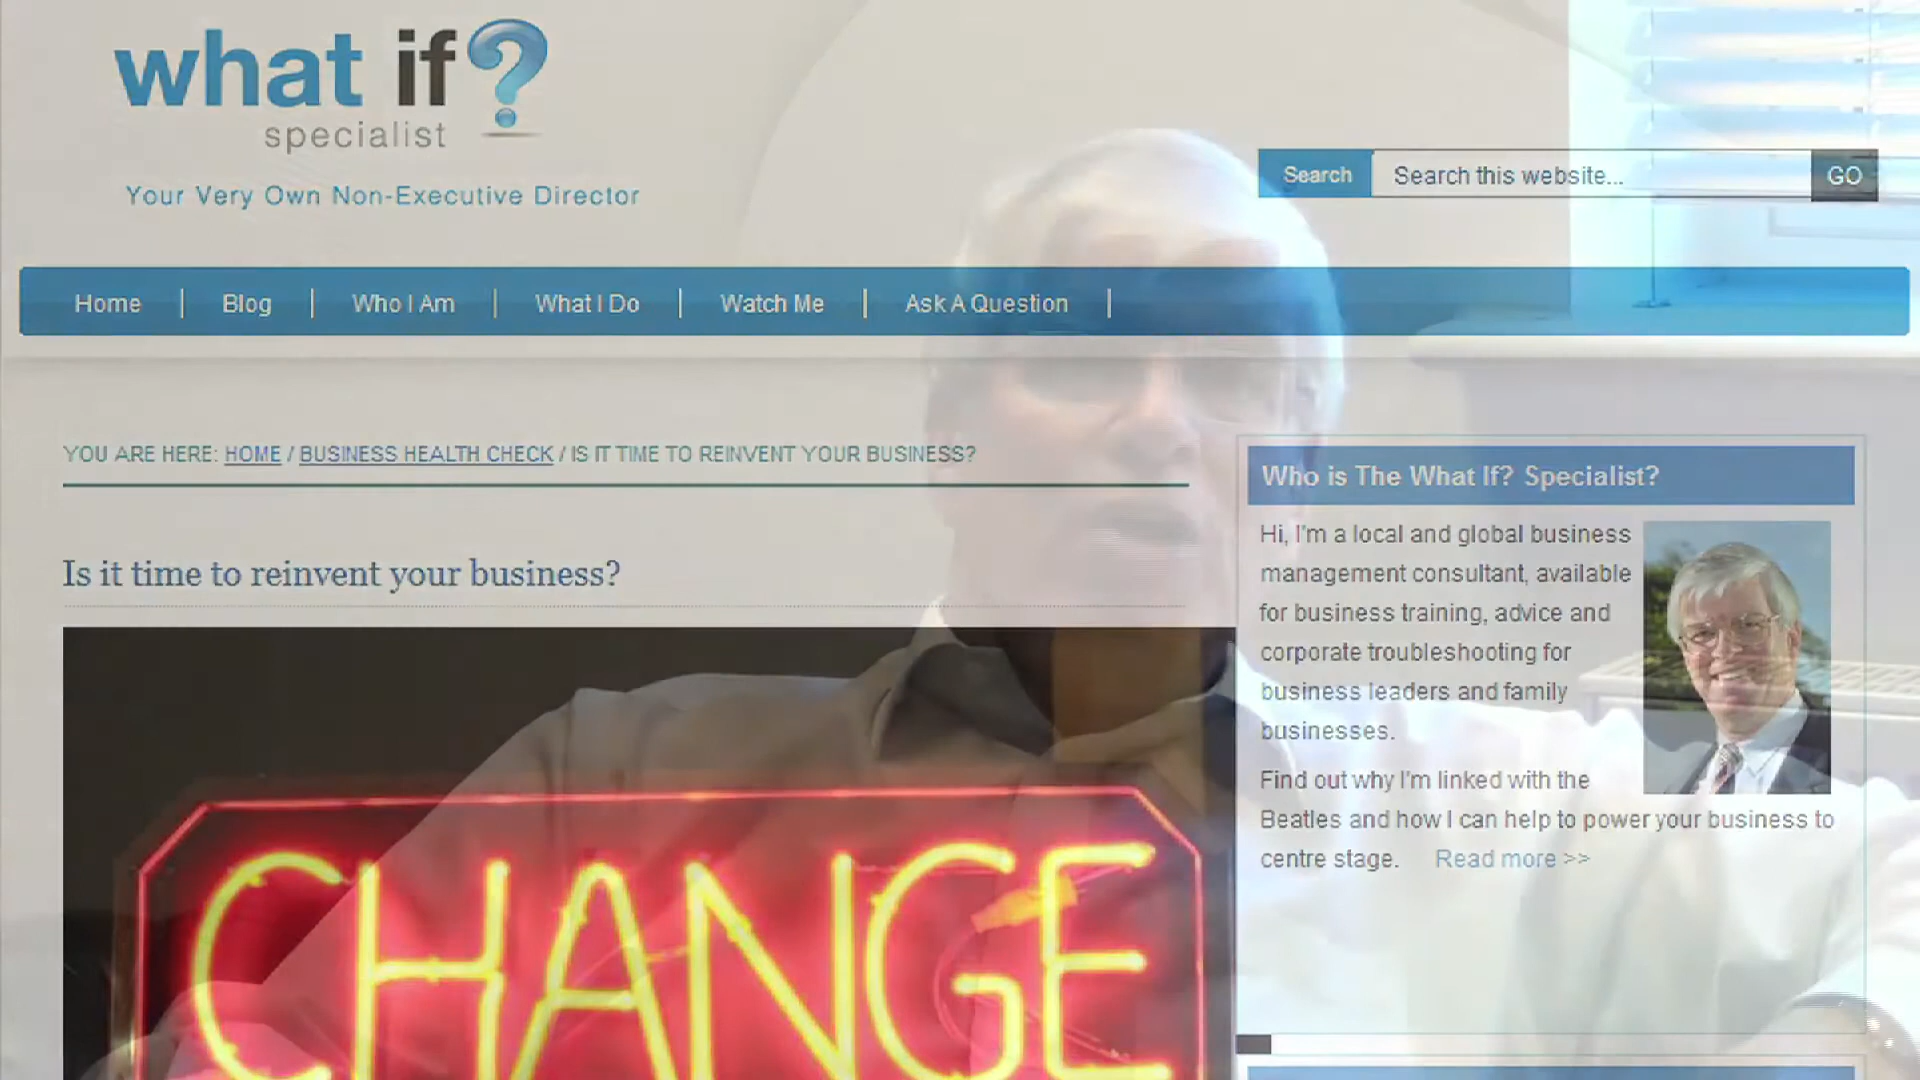 what if?
specialist
Your Very Own Non-Executive Director
Search Search this website... GO
Home | Blog | Who I Am | What I Do | Watch Me | Ask A Question |
YOU ARE HERE: HOME / BUSINESS HEALTH CHECK / IS IT TIME TO REINVENT YOUR BUSINESS?
Is it time to reinvent your business?
CHANGE
Who is The What If? Specialist?
Hi, I'm a local and global business
management consultant, available
for business training, advice and
corporate troubleshooting for
business leaders and family
businesses.
Find out why I'm linked with the
Beatles and how I can help to power your business to
centre stage. Read more >>